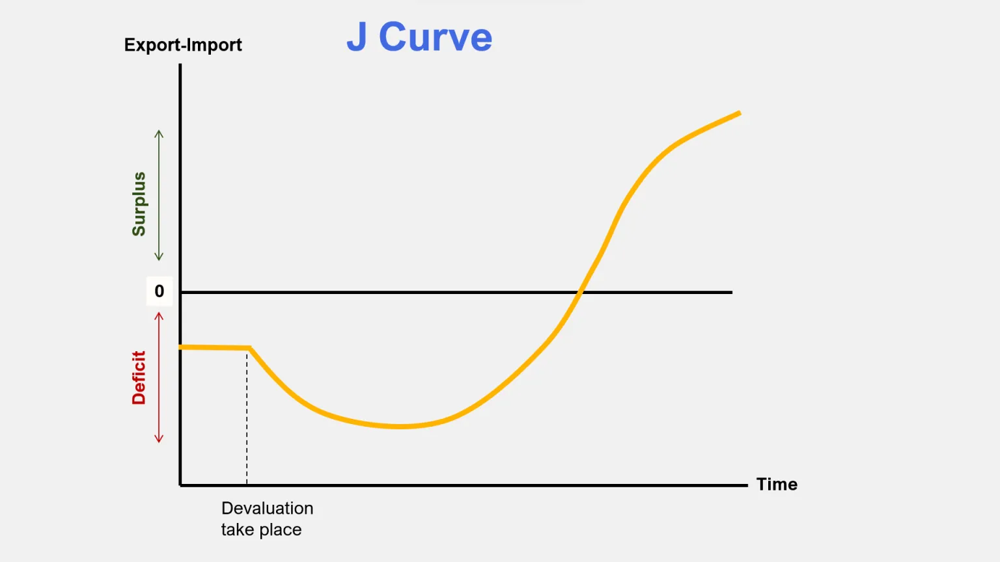 J Curve
Export-Import
Surplus
0
Deficit
Time
Devaluation
take place